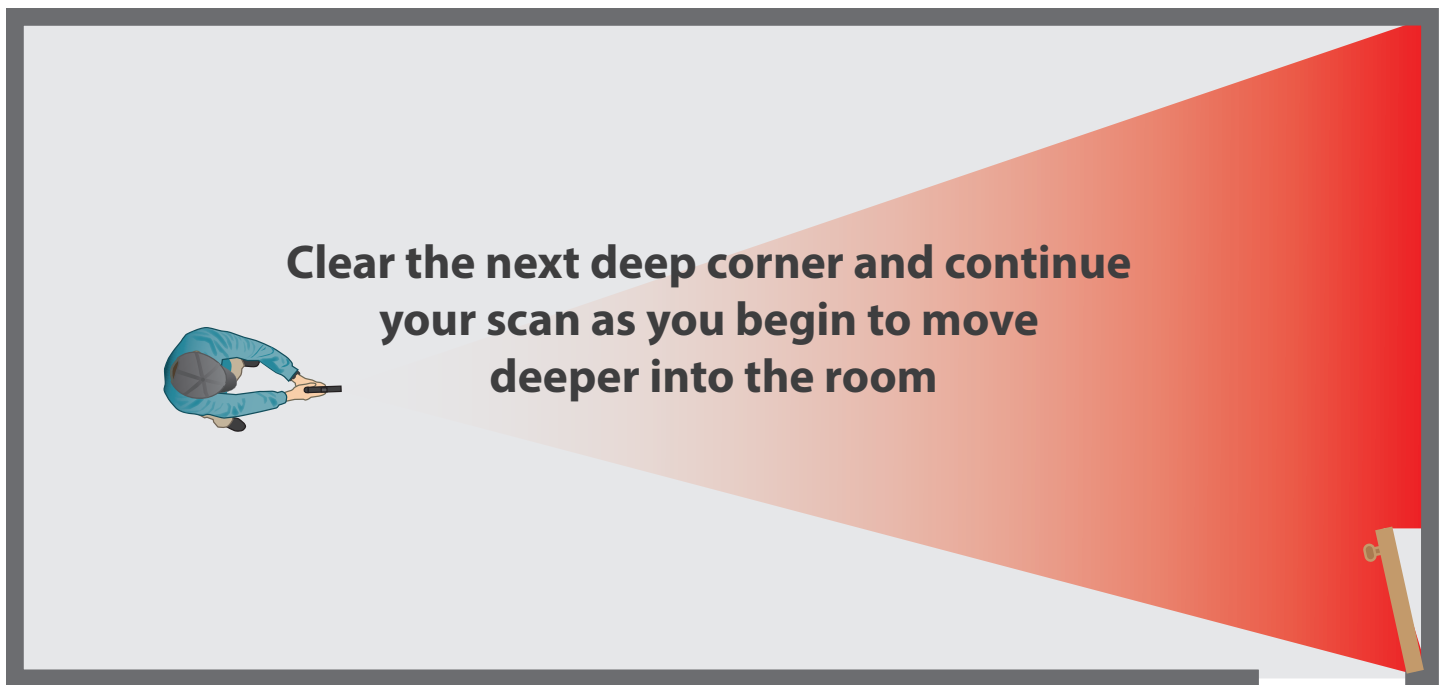 Clear the next deep corner and continue
your scan as you begin to move
deeper into the room